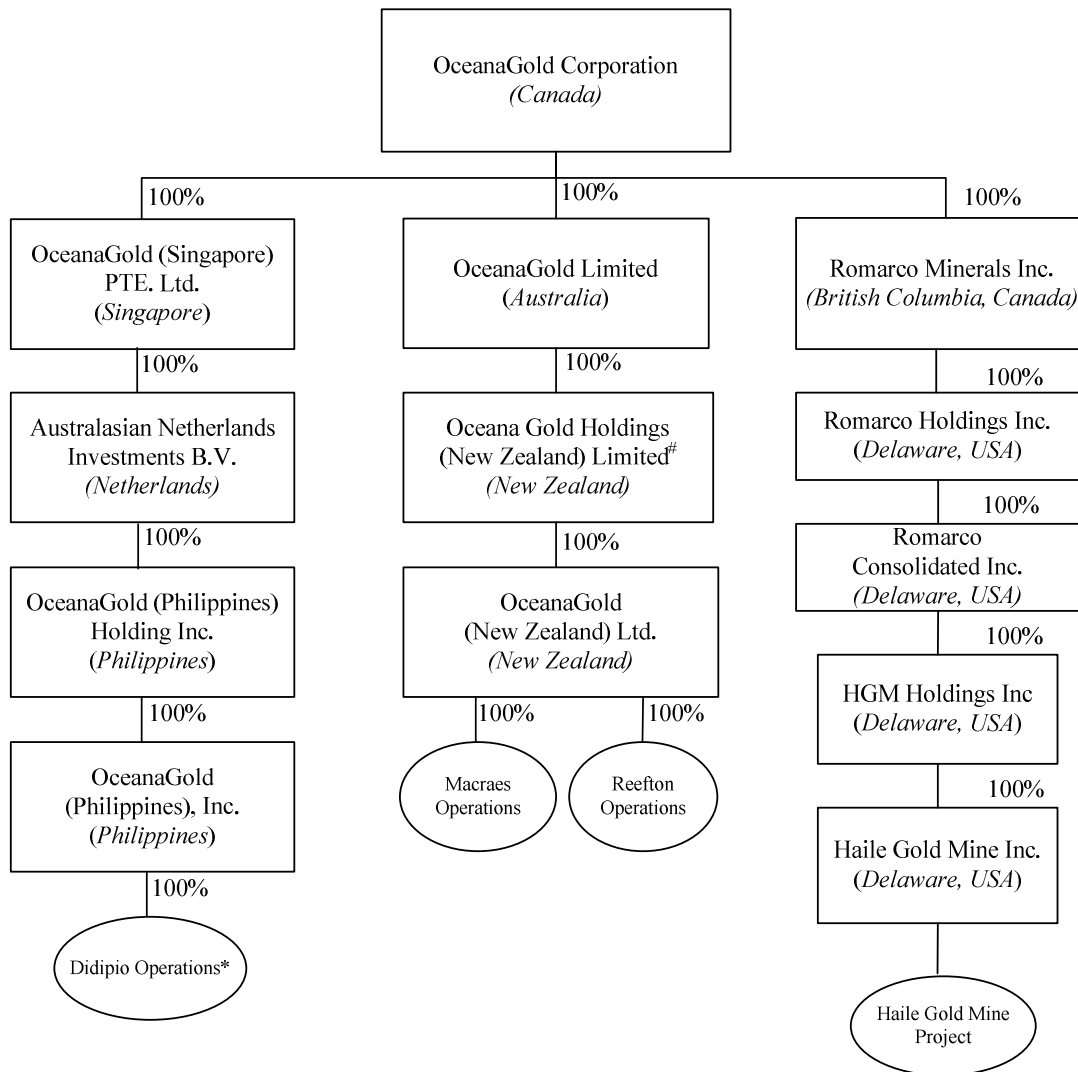 OceanaGold Corporation
(Canada)
100%
100%
100%
OceanaGold (Singapore)
PTE. Ltd.
(Singapore)
OceanaGold Limited
(Australia)
Romarco Minerals Inc.
(British Columbia, Canada)
100%
100%
100%
Australasian Netherlands
Investments B.V.
(Netherlands)
Oceana Gold Holdings
(New Zealand) Limited#
(New Zealand)
Romarco Holdings Inc.
(Delaware, USA)
100%
100%
100%
Romarco
Consolidated Inc.
(Delaware, USA)
OceanaGold (Philippines)
Holding Inc.
(Philippines)
OceanaGold
(New Zealand) Ltd.
(New Zealand)
100%
HGM Holdings Inc
(Delaware, USA)
100%
100%
100%
OceanaGold
(Philippines), Inc.
(Philippines)
Macraes
Operations
Reefton
Operations
100%
Haile Gold Mine Inc.
(Delaware, USA)
100%
Didipio Operations*
Haile Gold Mine
Project